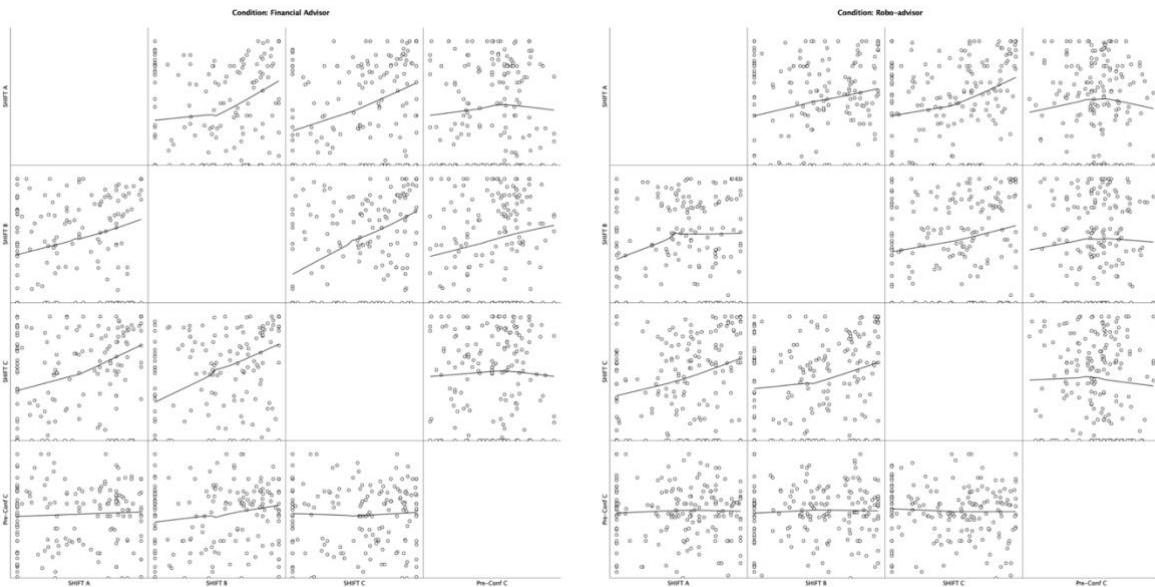 Condition: Financial Advisor
SHIFT A
SHIFT B
SHIFT C
Pre-Conf C
SHIFT A SHIFT B SHIFT C Pre-Conf C
Condition: Robo-advisor
SHIFT A
SHIFT B
SHIFT C
Pre-Conf C
SHIFT A SHIFT B SHIFT C Pre-Conf C